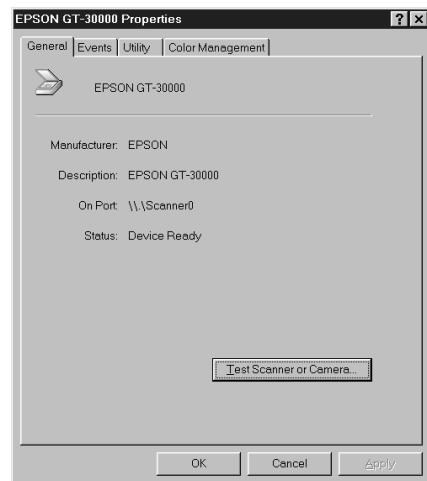 EPSON GT-30000 Properties ? ×
General Events Utility Color Management
EPSON GT-30000
Manufacturer: EPSON
Description: EPSON GT-30000
On Port: \\.\Scanner0
Status: Device Ready
Test Scanner or Camera...
OK Cancel Apply